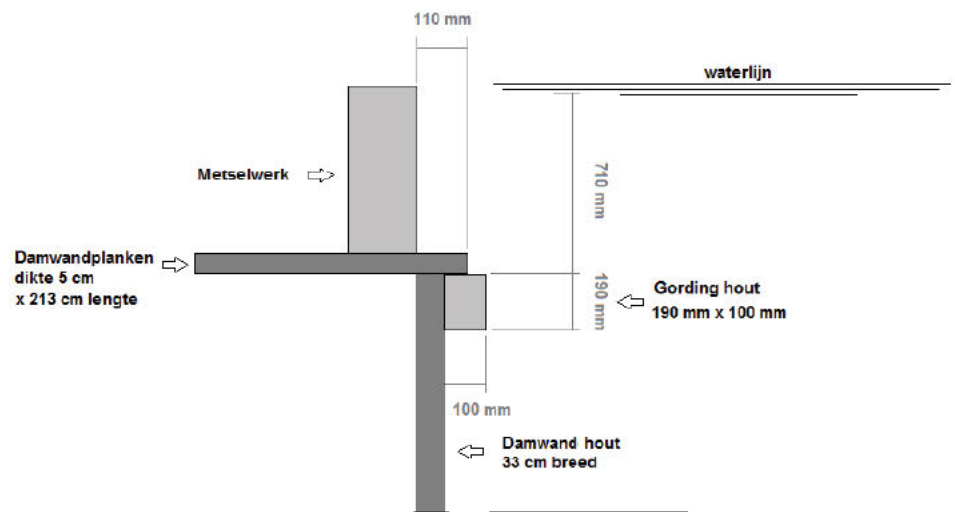 110 mm
waterlijn
Metselwerk
710 mm
Damwandplanken
dikte 5 cm
x 213 cm lengte
190 mm
Gording hout
190 mm x 100 mm
100 mm
Damwand hout
33 cm breed